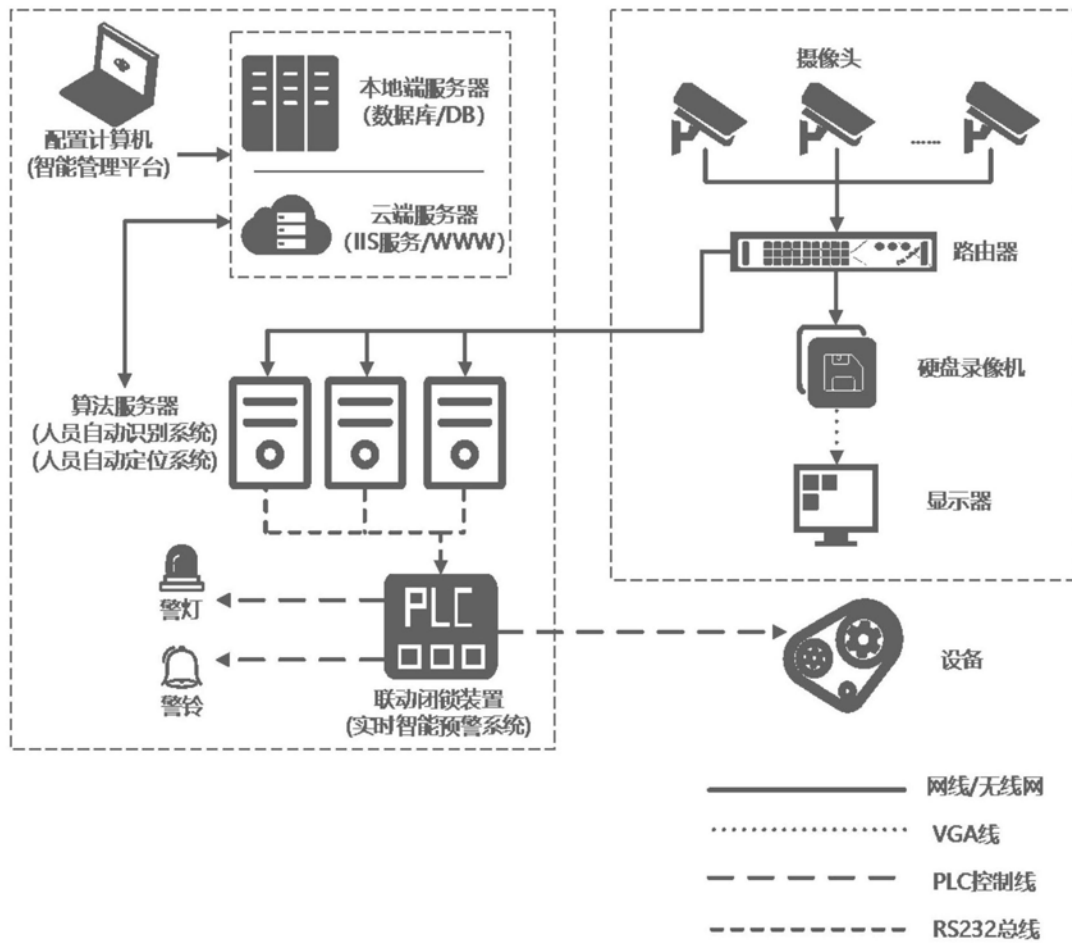 配置计算机
(智能管理平台)
本地端服务器
(数据库/DB)
云端服务器
(IIS服务/WWW)
摄像头
......
路由器
硬盘录像机
显示器
算法服务器
(人员自动识别系统)
(人员自动定位系统)
警灯
警铃
PLC
联动闭锁装置
(实时智能预警系统)
设备
网线/无线网
VGA线
PLC控制线
RS232总线